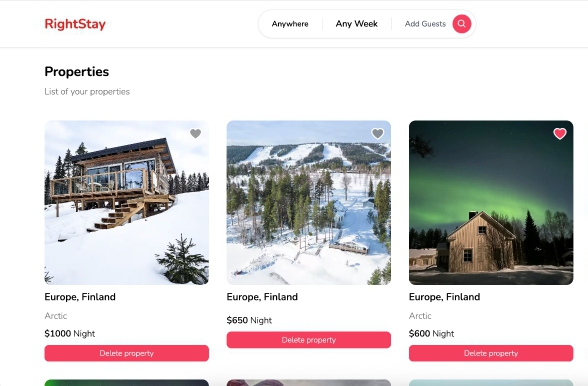 RightStay
Anywhere Any Week Add Guests
Properties
List of your properties
Europe, Finland Europe, Finland Europe, Finland
Arctic Arctic
$1000 Night $650 Night $600 Night
Delete property Delete property Delete property